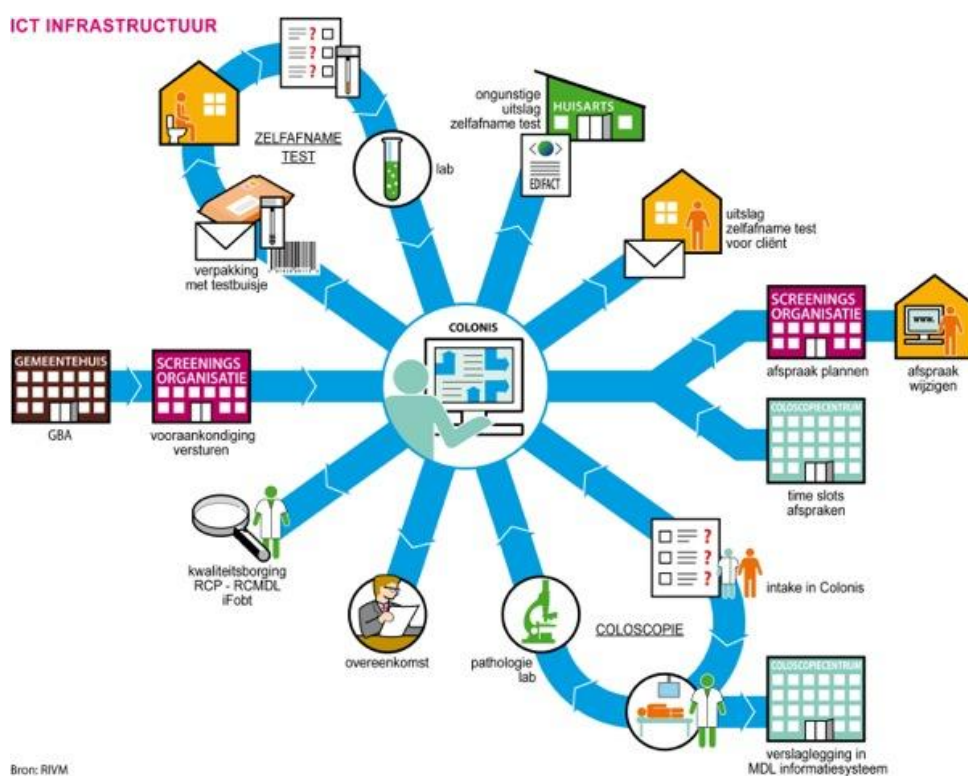 ICT INFRASTRUCTUUR
? ? ?
ZELFAFNAME
TEST
lab
verpakking
met testbuisje
ongunstige
uitslag
zelfafname test
HUISARTS
EDIFACT
uitslag
zelfafname test
voor cliënt
COLONIS
GEMEENTEHUIS
GBA
SCREENINGS
ORGANISATIE
vooraankondiging
versturen
SCREENINGS
ORGANISATIE
afspraak plannen
www.
afspraak
wijzigen
COLOSCOPIECENTRUM
time slots
afspraken
kwaliteitsborging
RCP - RCMDL
iFobt
overeenkomst
pathologie
lab
COLOSCOPIE
? ? ?
intake in Colonis
COLOSCOPIECENTRUM
verslaglegging in
MDL informatiesysteem
Bron: RIVM